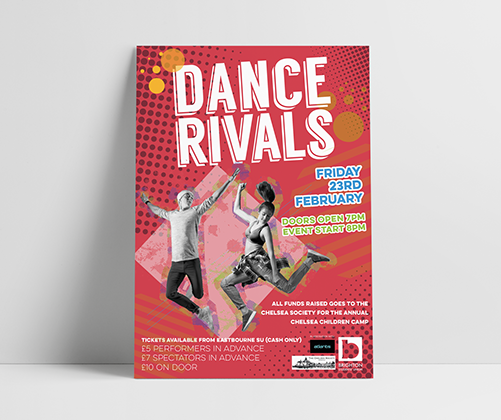 DANCE
RIVALS
FRIDAY
23RD
FEBRUARY
DOORS OPEN 7PM
EVENT START 8PM
ALL FUNDS RAISED GOES TO THE
CHELSEA SOCIETY FOR THE ANNUAL
CHELSEA CHILDREN CAMP
TICKETS AVAILABLE FROM EASTBOURNE SU (CASH ONLY)
£5 PERFORMERS IN ADVANCE
£7 SPECTATORS IN ADVANCE
£10 ON DOOR
atlantis
BRIGHTON